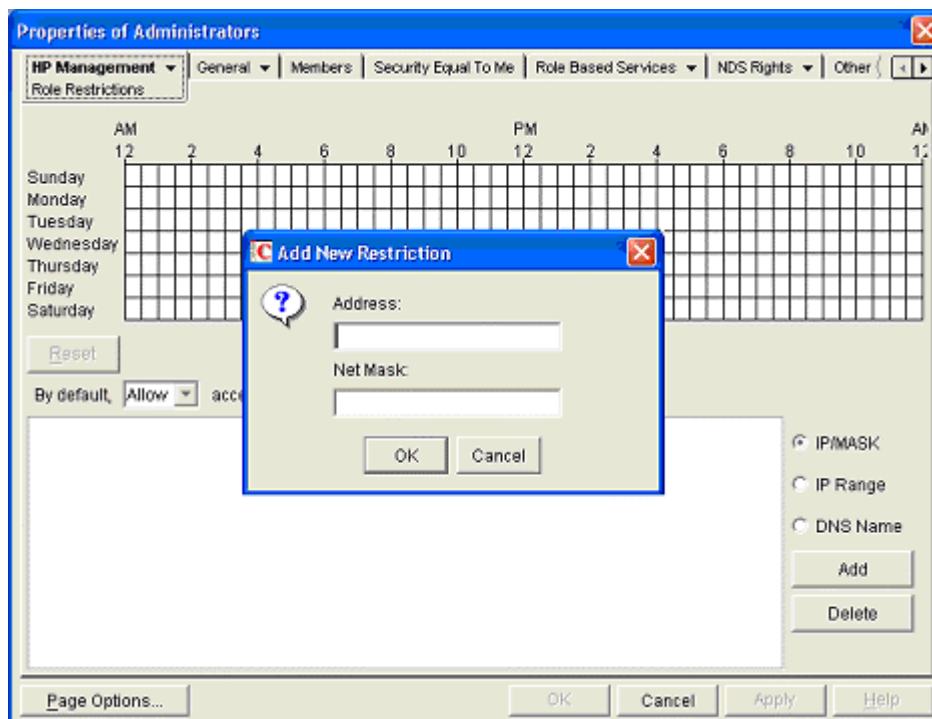 Properties of Administrators
HP Management General Members Security Equal To Me Role Based Services NDS Rights Other
Role Restrictions
AM PM
12 2 4 6 8 10 12 2 4 6 8 10
Sunday
Monday
Tuesday
Wednesday
Thursday
Friday
Saturday
C Add New Restriction
?
Address:
Net Mask:
OK Cancel
Reset
By default, Allow
IP/MASK
IP Range
DNS Name
Add
Delete
Page Options... OK Cancel Apply Help